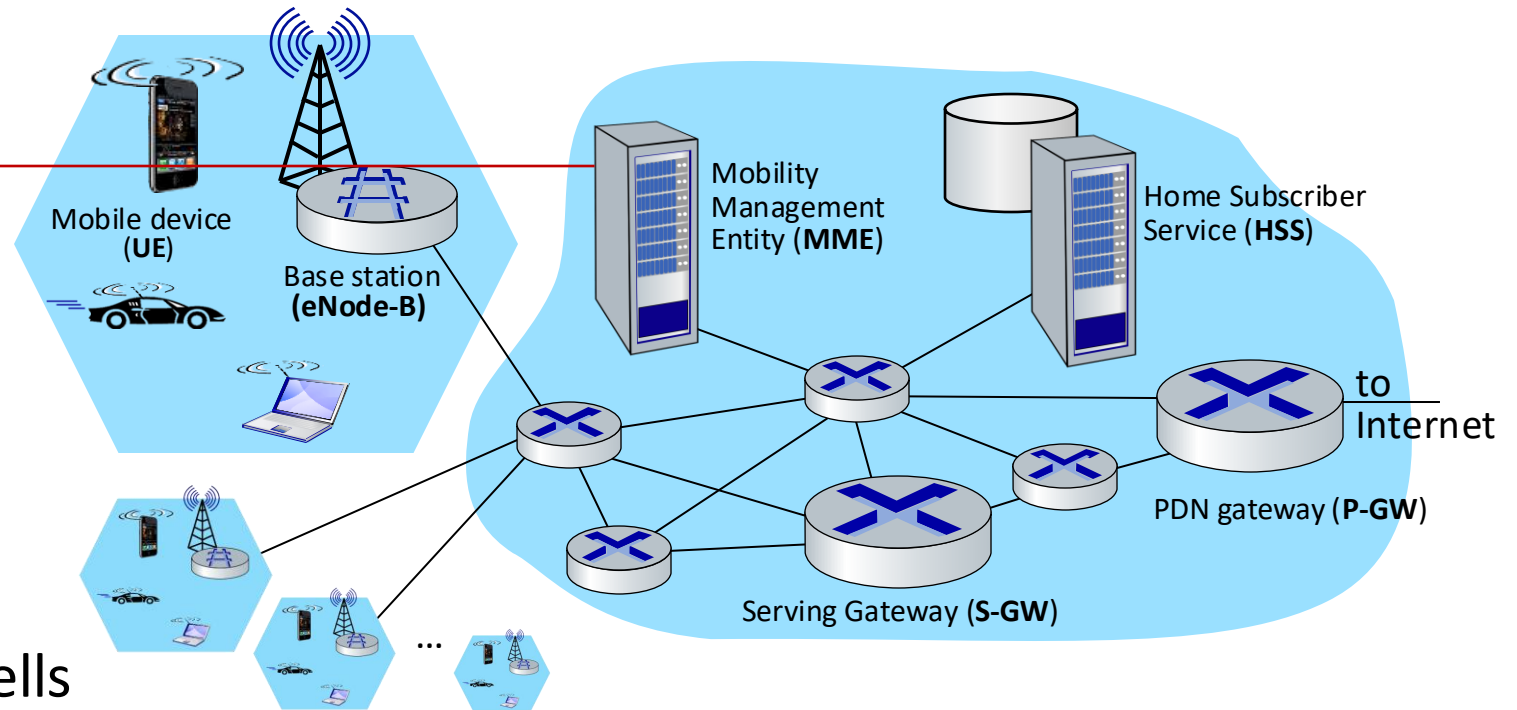 Mobile device
(UE)
Base station
(eNode-B)
Mobility
Management
Entity (MME)
Home Subscriber
Service (HSS)
to
Internet
PDN gateway (P-GW)
Serving Gateway (S-GW)
...
ells